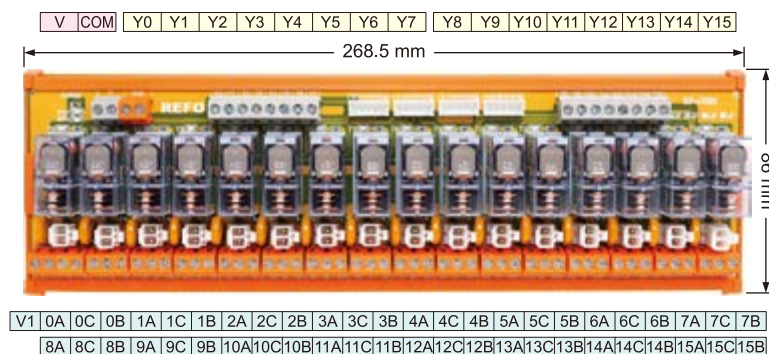 V COM Y0 Y1 Y2 Y3 Y4 Y5 Y6 Y7 Y8 Y9 Y10 Y11 Y12 Y13 Y14 Y15
268.5 mm
REFO
V1 0A 0C 0B 1A 1C 1B 2A 2C 2B 3A 3C 3B 4A 4C 4B 5A 5C 5B 6A 6C 6B 7A 7C 7B
8A 8C 8B 9A 9C 9B 10A 10C 10B 11A 11C 11B 12A 12C 12B 13A 13C 13B 14A 14C 14B 15A 15C 15B